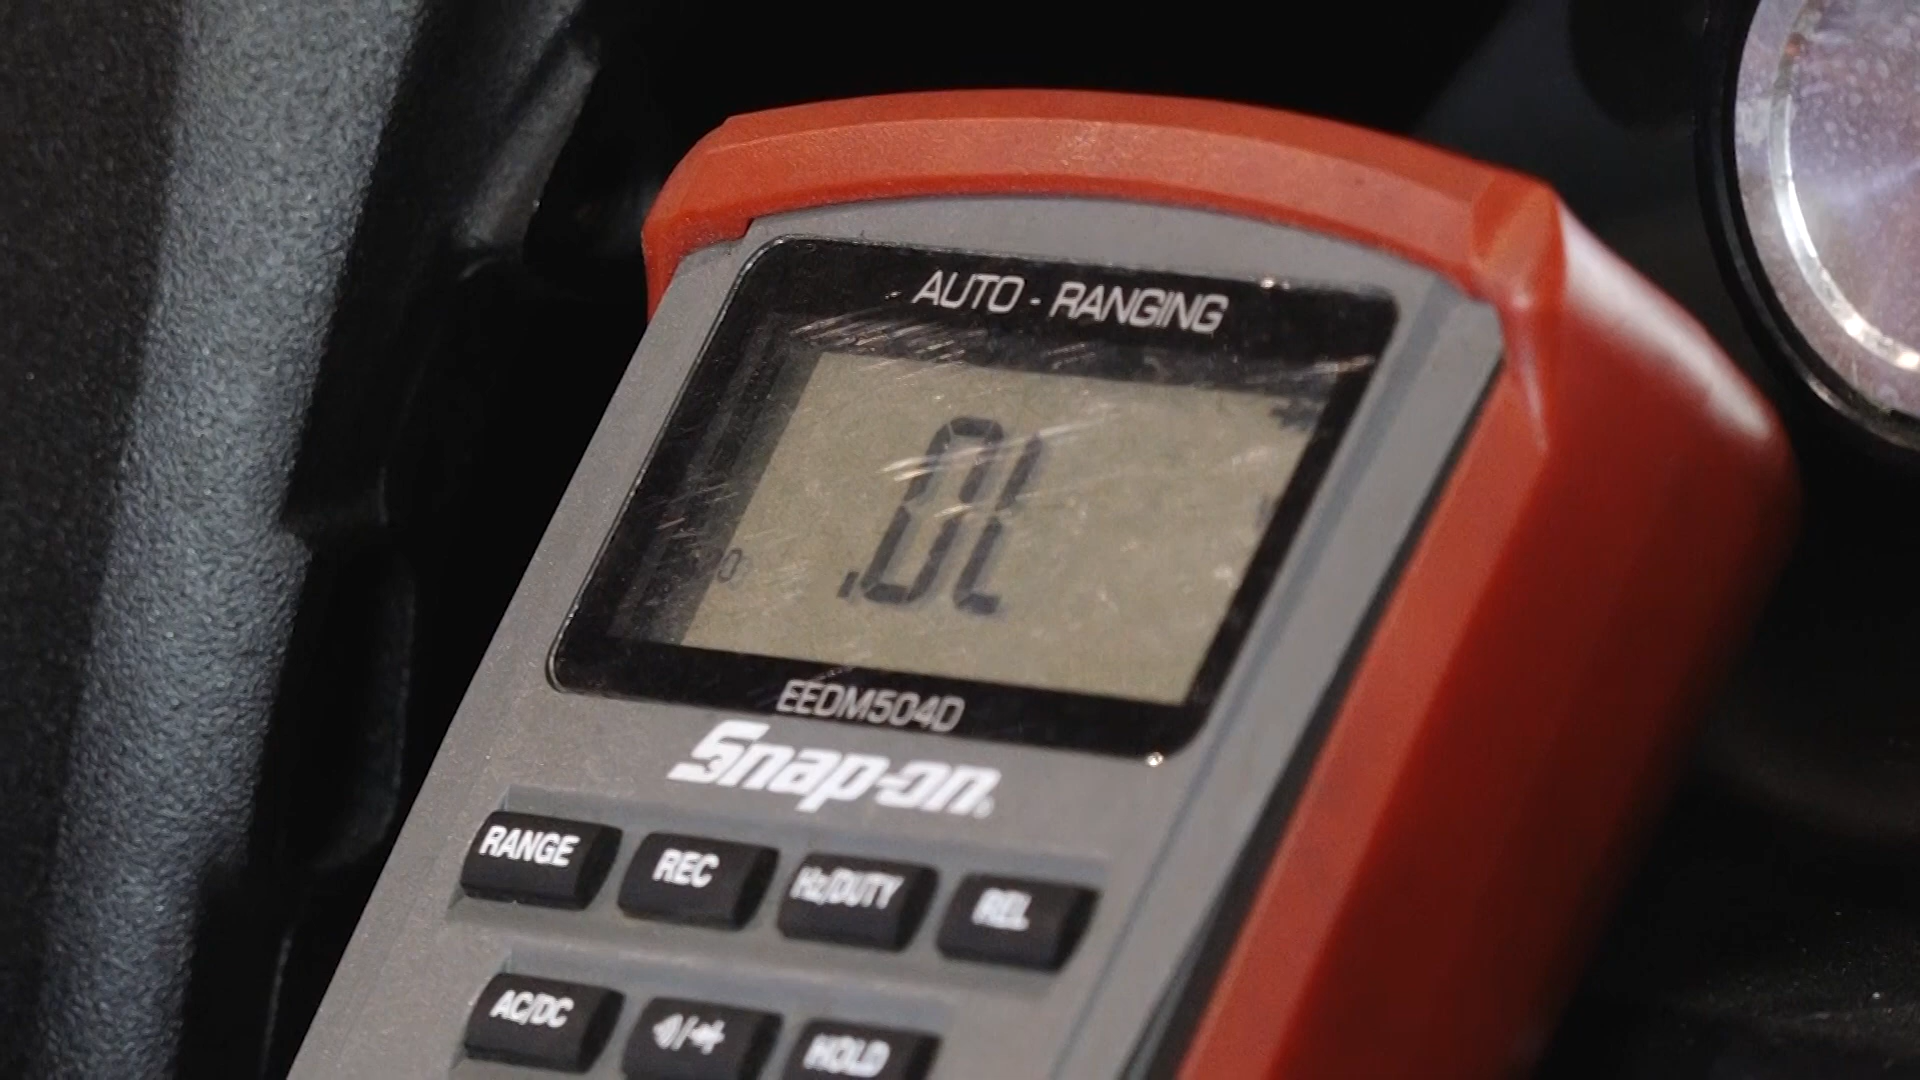 AUTO - RANGING
.0L
EEDM504D
Snap-on
RANGE
REC
Hz/DUTY
REL
AC/DC
HOLD